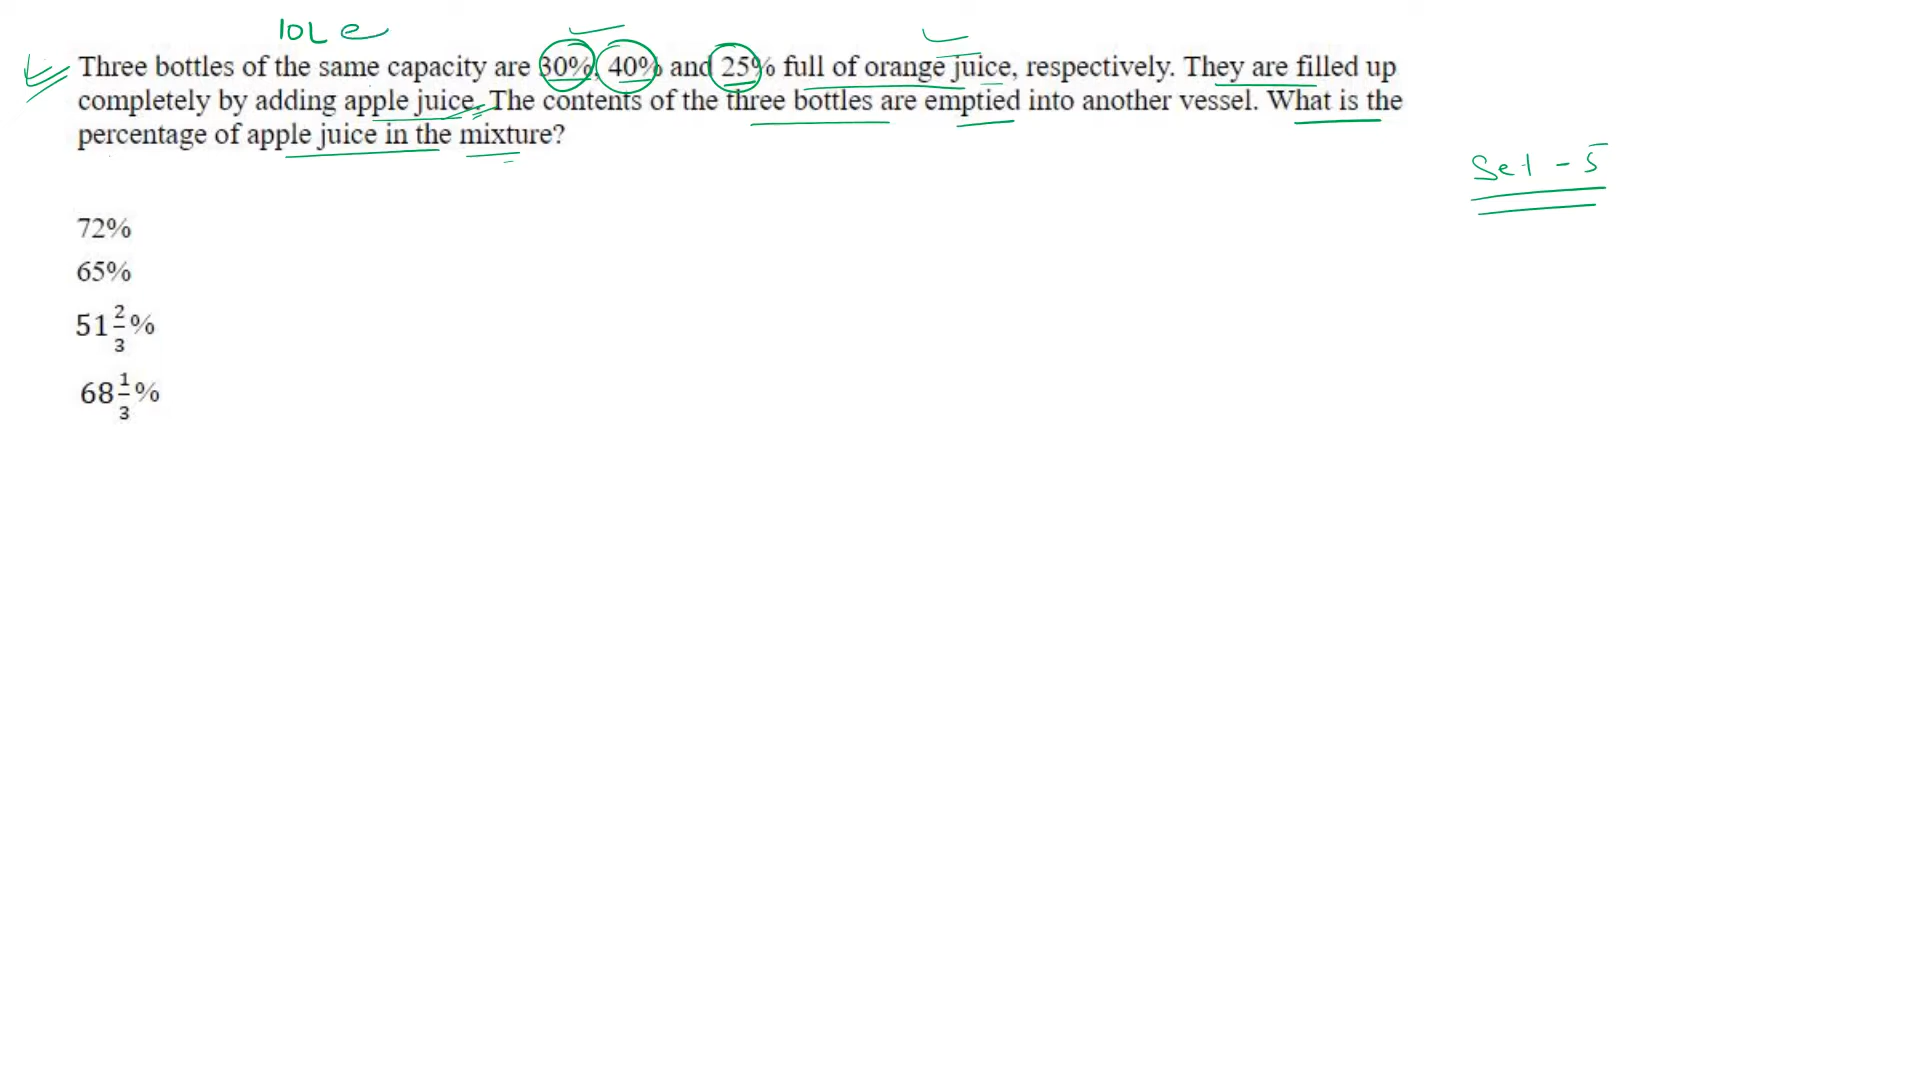 10L e
Three bottles of the same capacity are 30%, 40% and 25% full of orange juice, respectively. They are filled up
completely by adding apple juice. The contents of the three bottles are emptied into another vessel. What is the
percentage of apple juice in the mixture?
Set - 5
72%
65%
51 2/3 %
68 1/3 %